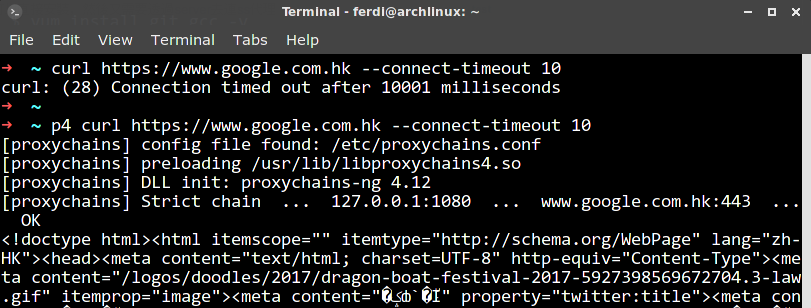 Terminal - ferdi@archlinux: ~
File Edit View Terminal Tabs Help
➜ ~ curl https://www.google.com.hk --connect-timeout 10
curl: (28) Connection timed out after 10001 milliseconds
➜ ~
➜ ~ p4 curl https://www.google.com.hk --connect-timeout 10
[proxychains] config file found: /etc/proxychains.conf
[proxychains] preloading /usr/lib/libproxychains4.so
[proxychains] DLL init: proxychains-ng 4.12
[proxychains] Strict chain ... 127.0.0.1:1080 ... www.google.com.hk:443 ...
OK
<!doctype html><html itemscope="" itemtype="http://schema.org/WebPage" lang="zh-
HK"><head><meta content="text/html; charset=UTF-8" http-equiv="Content-Type"><me
ta content="/logos/doodles/2017/dragon-boat-festival-2017-5927398569672704.3-law
.gif" itemprop="image"><meta content=" " property="twitter:title"><meta co